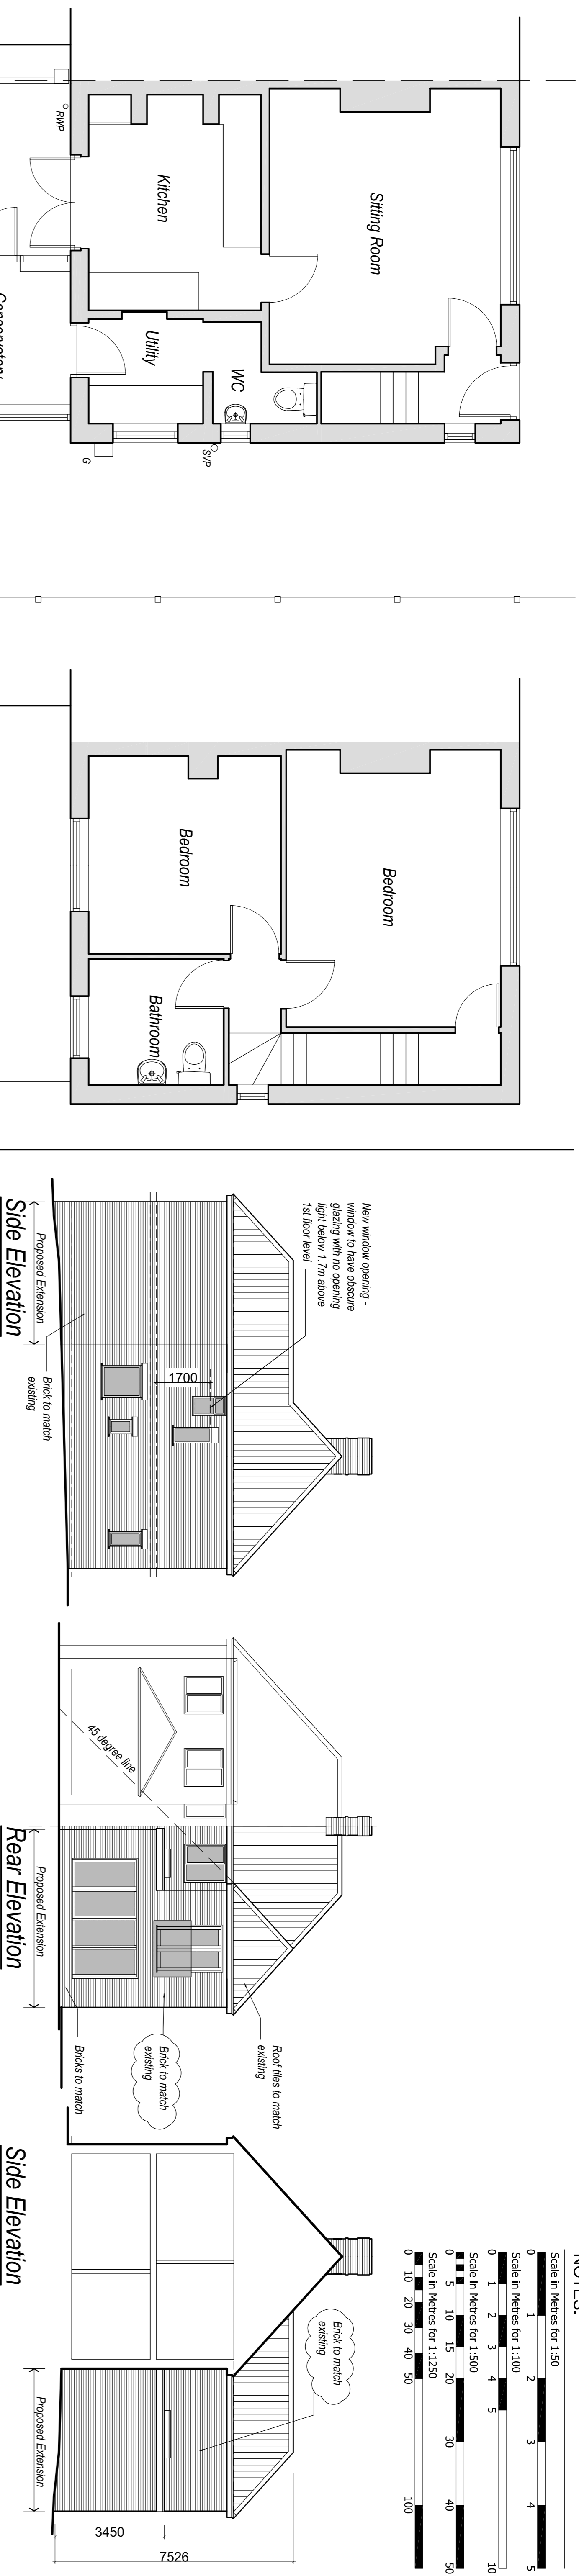 RWP
Kitchen
Sitting Room
Utility
WC
Conservatory
G
SVP
Bedroom
Bedroom
Bathroom
New window opening -
window to have obscure
glazing with no opening
light below 1.7m above
1st floor level
1700
Proposed Extension
Brick to match
existing
Side Elevation
45 degree line
Proposed Extension
Rear Elevation
Roof tiles to match
existing
Brick to match
existing
Bricks to match
Brick to match
existing
Proposed Extension
3450
7526
Side Elevation
NOTES:
Scale in Metres for 1:50
0 1 2 3 4 5
Scale in Metres for 1:100
0 1 2 3 4 5 10
Scale in Metres for 1:500
0 5 10 15 20 30 40 50
Scale in Metres for 1:1250
0 10 20 30 40 50 100